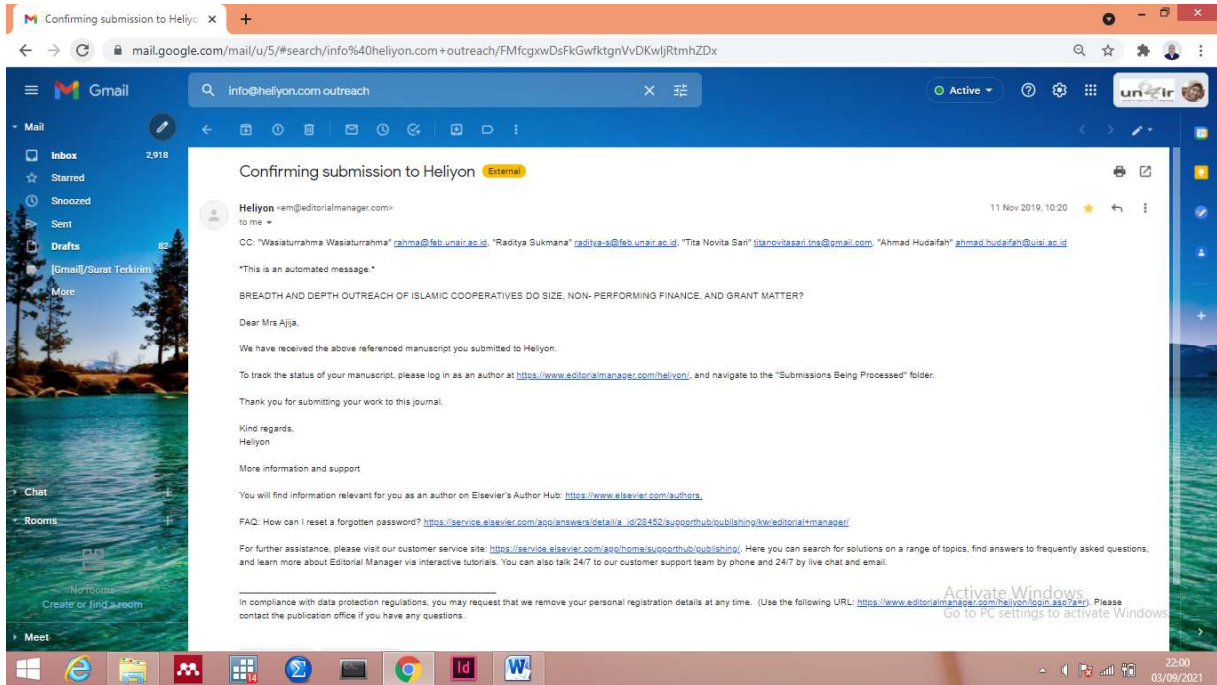 Confirming submission to Heliyo
mail.google.com/mail/u/5/#search/info%40heliyon.com+outreach/FMfcgxwDsFkGwfktgnVvDKwljRtmhZDx
Gmail
info@heliyon.com outreach
Active
Mail
Inbox 2,918
Starred
Snoozed
Sent
Drafts 82
[Gmail]/Surat Terkirim
More
Chat
Rooms
No rooms
Create or find a room
Meet
Confirming submission to Heliyon External
Heliyon <em@editorialmanager.com> 11 Nov 2019, 10:20
to me
CC: "Wasiaturrahma Wasiaturrahma" rahma@feb.unair.ac.id, "Raditya Sukmana" raditya-s@feb.unair.ac.id, "Tita Novita Sari" titanovitasari.tns@gmail.com, "Ahmad Hudaifah" ahmad.hudaifah@uisi.ac.id
*This is an automated message.*
BREADTH AND DEPTH OUTREACH OF ISLAMIC COOPERATIVES DO SIZE, NON- PERFORMING FINANCE, AND GRANT MATTER?
Dear Mrs Ajija,
We have received the above referenced manuscript you submitted to Heliyon.
To track the status of your manuscript, please log in as an author at https://www.editorialmanager.com/heliyon/, and navigate to the "Submissions Being Processed" folder.
Thank you for submitting your work to this journal.
Kind regards,
Heliyon
More information and support
You will find information relevant for you as an author on Elsevier's Author Hub: https://www.elsevier.com/authors.
FAQ: How can I reset a forgotten password? https://service.elsevier.com/app/answers/detail/a_id/28452/supporthub/publishing/kw/editorial+manager/
For further assistance, please visit our customer service site: https://service.elsevier.com/app/home/supporthub/publishing/. Here you can search for solutions on a range of topics, find answers to frequently asked questions,
and learn more about Editorial Manager via interactive tutorials. You can also talk 24/7 to our customer support team by phone and 24/7 by live chat and email.
In compliance with data protection regulations, you may request that we remove your personal registration details at any time. (Use the following URL: https://www.editorialmanager.com/heliyon/login.asp?a=r). Please
contact the publication office if you have any questions.
Activate Windows
Go to PC settings to activate Windows.
14
Id
W
22:00
03/09/2021